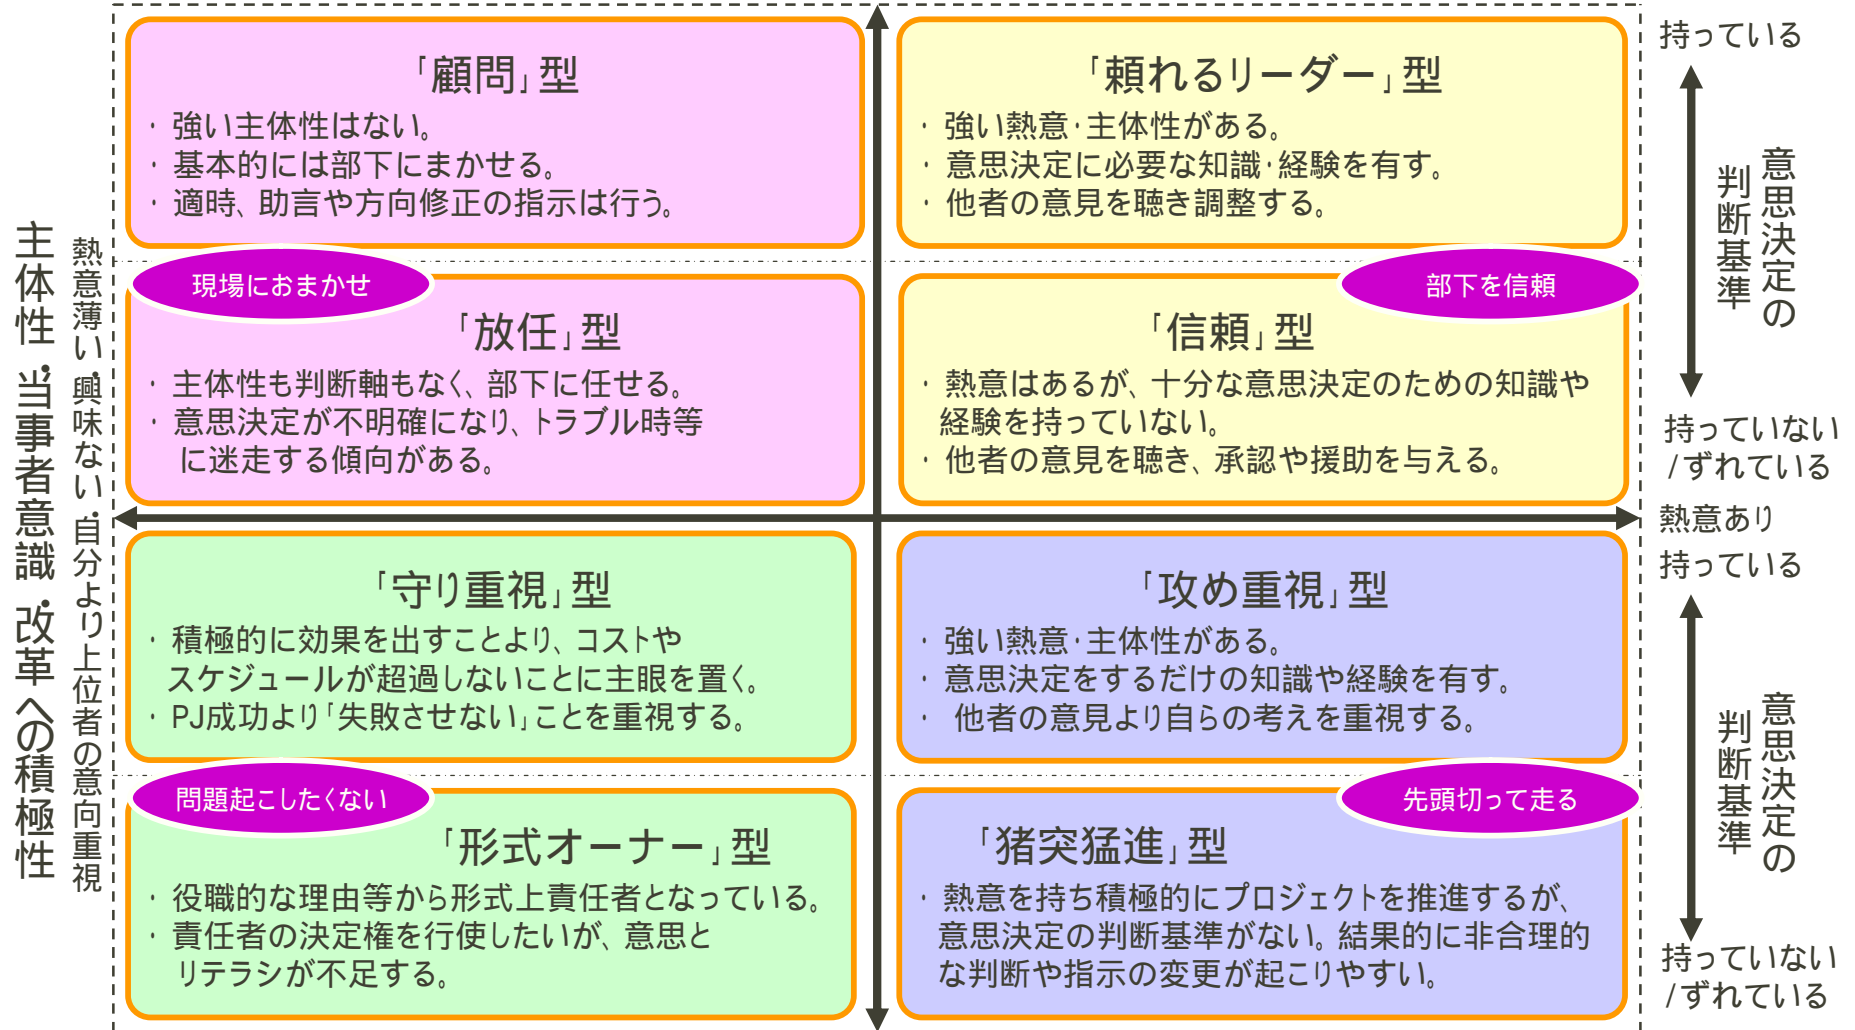 主体性・当事者意識・改革への積極性
熱意薄い・興味ない・自分より上位者の意向重視
「顧問」型
・強い主体性はない。
・基本的には部下にまかせる。
・適時、助言や方向修正の指示は行う。
「頼れるリーダー」型
・強い熱意・主体性がある。
・意思決定に必要な知識・経験を有す。
・他者の意見を聴き調整する。
現場におまかせ
「放任」型
・主体性も判断軸もなく、部下に任せる。
・意思決定が不明確になり、トラブル時等
に迷走する傾向がある。
部下を信頼
「信頼」型
・熱意はあるが、十分な意思決定のための知識や
経験を持っていない。
・他者の意見を聴き、承認や援助を与える。
持っている
意思決定の
判断基準
持っていない
/ずれている
熱意あり
「守り重視」型
・積極的に効果を出すことより、コストや
スケジュールが超過しないことに主眼を置く。
・PJ成功より「失敗させない」ことを重視する。
「攻め重視」型
・強い熱意・主体性がある。
・意思決定をするだけの知識や経験を有す。
・他者の意見より自らの考えを重視する。
問題起こしたくない
「形式オーナー」型
・役職的な理由等から形式上責任者となっている。
・責任者の決定権を行使したいが、意思と
リテラシが不足する。
先頭切って走る
「猪突猛進」型
・熱意を持ち積極的にプロジェクトを推進するが、
意思決定の判断基準がない。結果的に非合理的
な判断や指示の変更が起こりやすい。
持っている
意思決定の
判断基準
持っていない
/ずれている